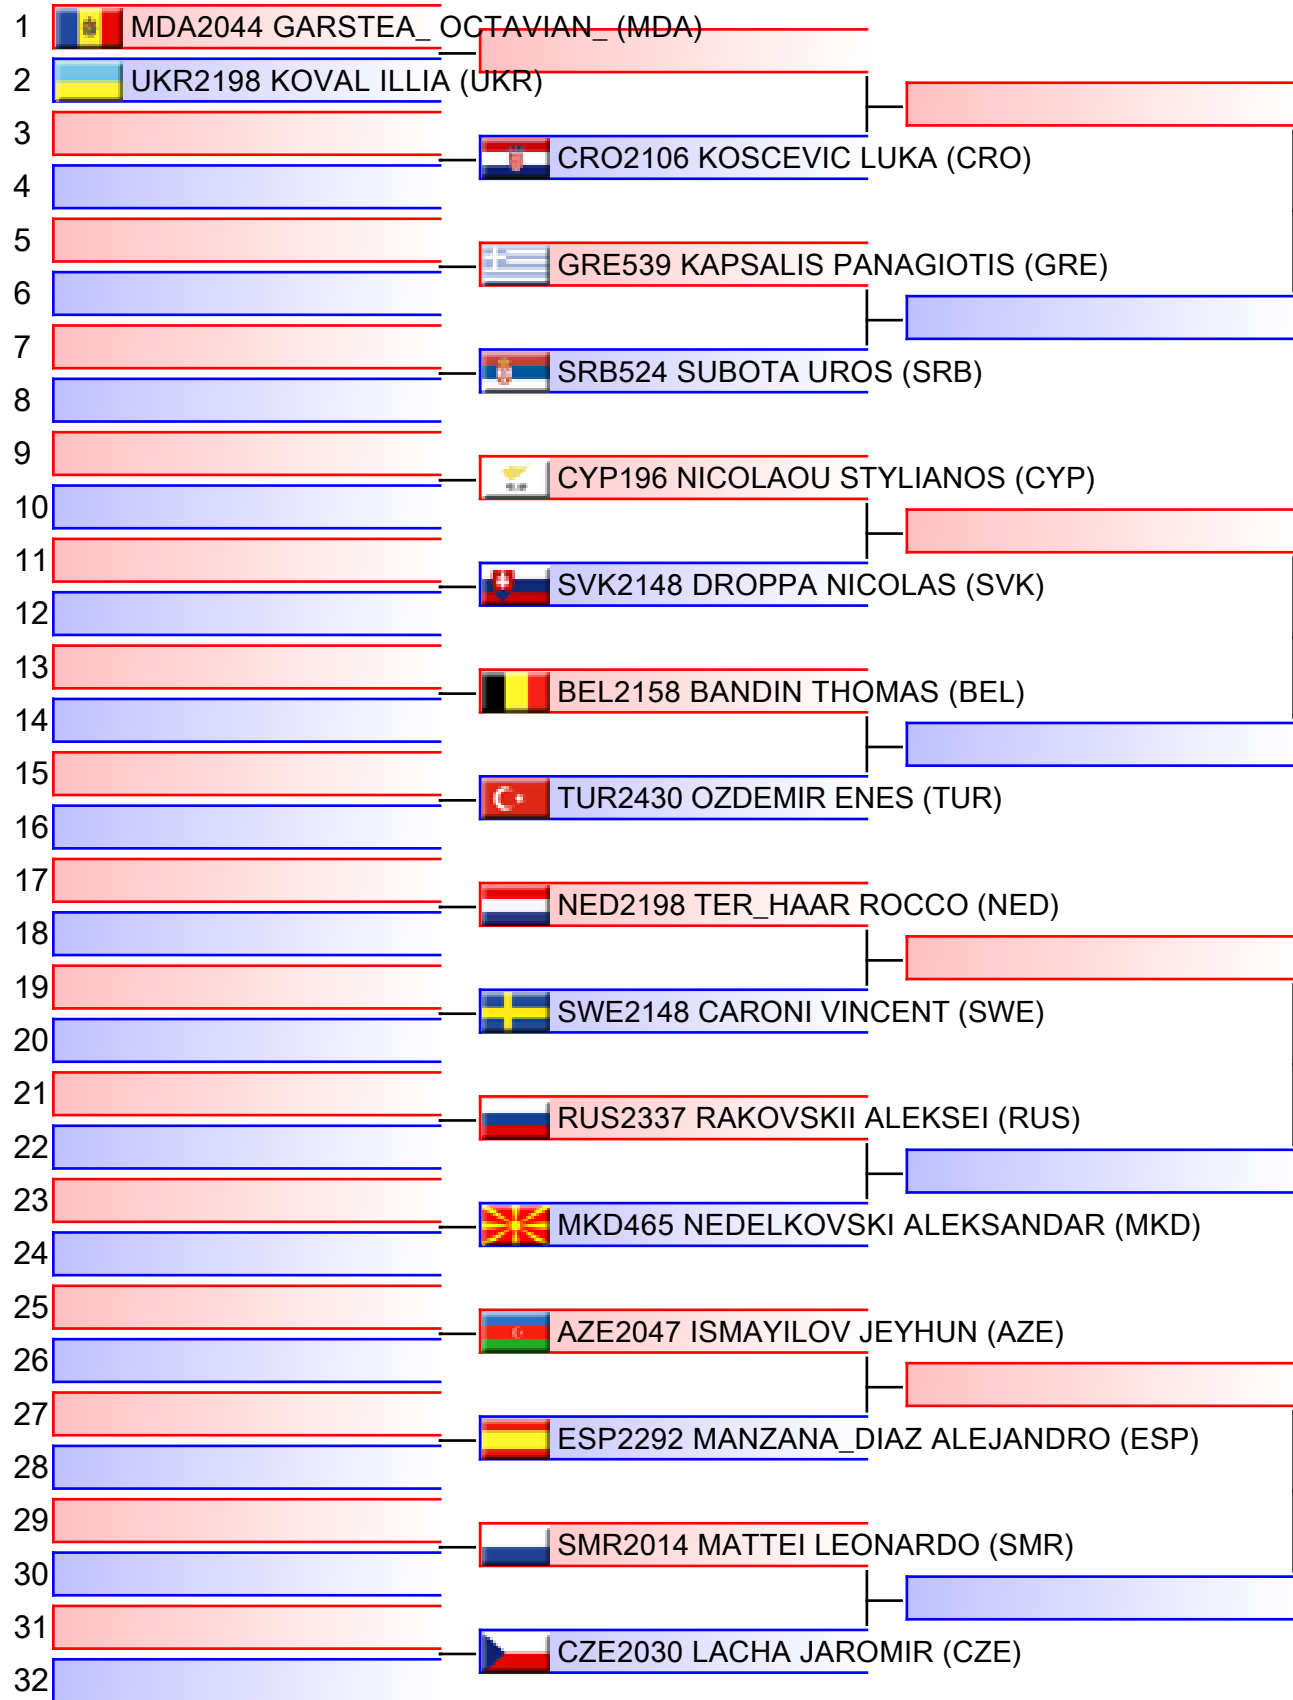 1 MDA2044 GARSTEA_ OCTAVIAN_ (MDA)
2 UKR2198 KOVAL ILLIA (UKR)
3
CRO2106 KOSCEVIC LUKA (CRO)
4
5
GRE539 KAPSALIS PANAGIOTIS (GRE)
6
7
SRB524 SUBOTA UROS (SRB)
8
9
CYP196 NICOLAOU STYLIANOS (CYP)
10
11
SVK2148 DROPPA NICOLAS (SVK)
12
13
BEL2158 BANDIN THOMAS (BEL)
14
15
TUR2430 OZDEMIR ENES (TUR)
16
17
NED2198 TER_HAAR ROCCO (NED)
18
19
SWE2148 CARONI VINCENT (SWE)
20
21
RUS2337 RAKOVSKII ALEKSEI (RUS)
22
23
MKD465 NEDELKOVSKI ALEKSANDAR (MKD)
24
25
AZE2047 ISMAYILOV JEYHUN (AZE)
26
27
ESP2292 MANZANA_DIAZ ALEJANDRO (ESP)
28
29
SMR2014 MATTEI LEONARDO (SMR)
30
31
CZE2030 LACHA JAROMIR (CZE)
32